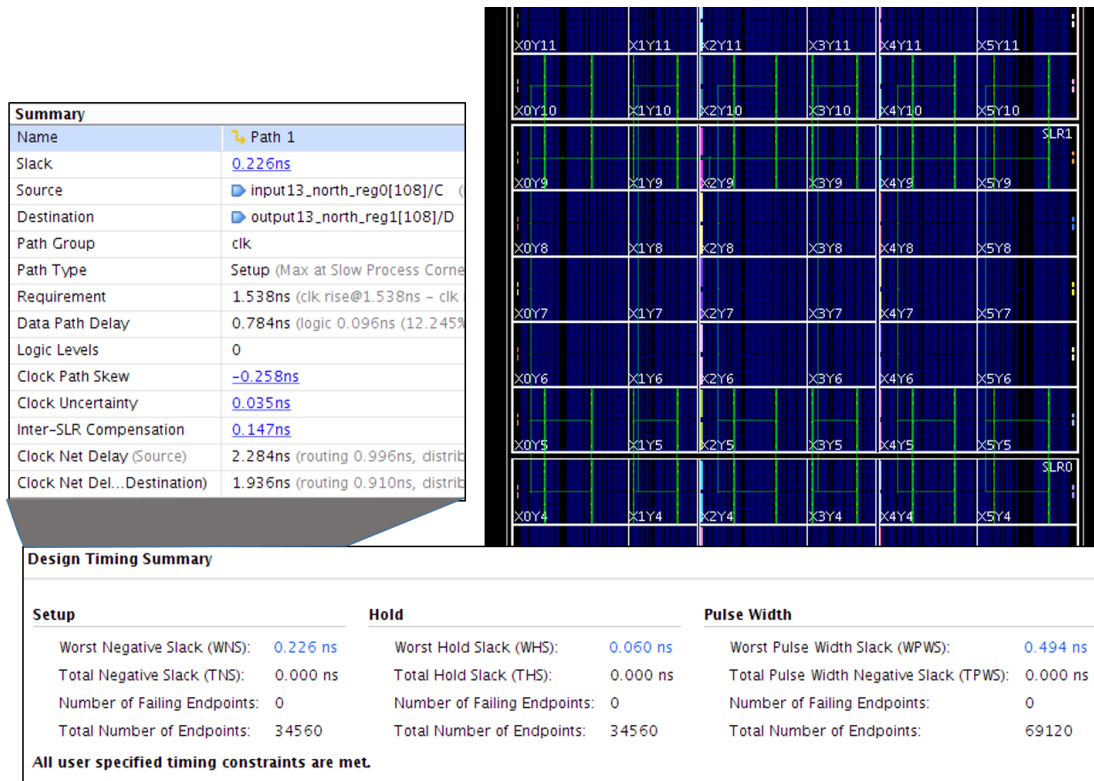 X0Y11 X1Y11 X2Y11 X3Y11 X4Y11 X5Y11
X0Y10 X1Y10 X2Y10 X3Y10 X4Y10 X5Y10
SLR1
X0Y9 X1Y9 X2Y9 X3Y9 X4Y9 X5Y9
X0Y8 X1Y8 X2Y8 X3Y8 X4Y8 X5Y8
X0Y7 X1Y7 X2Y7 X3Y7 X4Y7 X5Y7
X0Y6 X1Y6 X2Y6 X3Y6 X4Y6 X5Y6
X0Y5 X1Y5 X2Y5 X3Y5 X4Y5 X5Y5
SLR0
X0Y4 X1Y4 X2Y4 X3Y4 X4Y4 X5Y4
Summary
Name Path 1
Slack 0.226ns
Source input13_north_reg0[108]/C (
Destination output13_north_reg1[108]/D
Path Group clk
Path Type Setup (Max at Slow Process Corne
Requirement 1.538ns (clk rise@1.538ns - clk
Data Path Delay 0.784ns (logic 0.096ns (12.245%
Logic Levels 0
Clock Path Skew -0.258ns
Clock Uncertainty 0.035ns
Inter-SLR Compensation 0.147ns
Clock Net Delay (Source) 2.284ns (routing 0.996ns, distrib
Clock Net Del...Destination) 1.936ns (routing 0.910ns, distrib
Design Timing Summary
Setup Hold Pulse Width
Worst Negative Slack (WNS): 0.226 ns Worst Hold Slack (WHS): 0.060 ns Worst Pulse Width Slack (WPWS): 0.494 ns
Total Negative Slack (TNS): 0.000 ns Total Hold Slack (THS): 0.000 ns Total Pulse Width Negative Slack (TPWS): 0.000 ns
Number of Failing Endpoints: 0 Number of Failing Endpoints: 0 Number of Failing Endpoints: 0
Total Number of Endpoints: 34560 Total Number of Endpoints: 34560 Total Number of Endpoints: 69120
All user specified timing constraints are met.